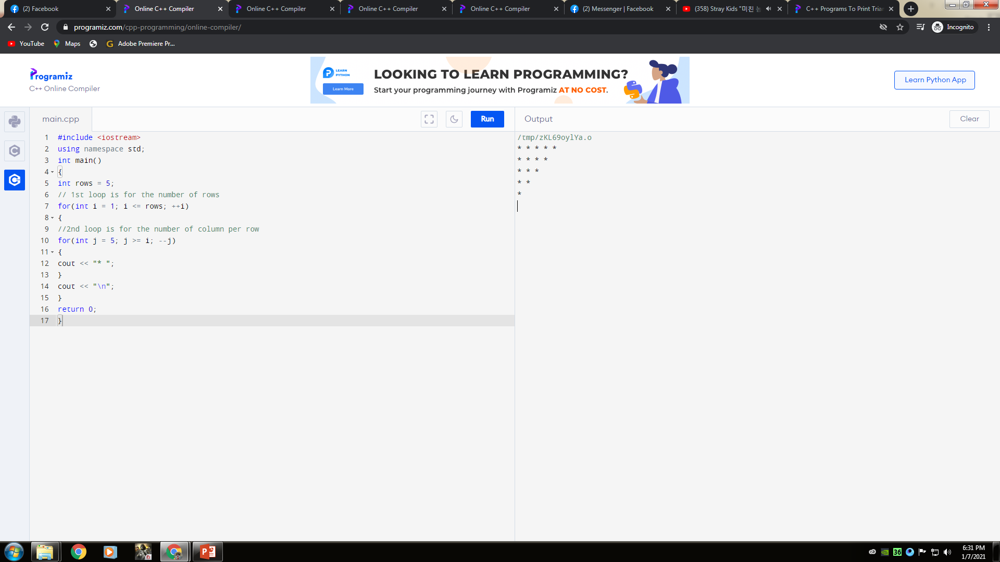 (2) Facebook
Online C++ Compiler
Online C++ Compiler
Online C++ Compiler
Online C++ Compiler
(2) Messenger | Facebook
(358) Stray Kids "미친 놈
C++ Programs To Print Trian
programiz.com/cpp-programming/online-compiler/
Incognito
YouTube
Maps
Adobe Premiere Pr...
Programiz
C++ Online Compiler
LEARN
PYTHON
Learn More
LOOKING TO LEARN PROGRAMMING?
Start your programming journey with Programiz AT NO COST.
Learn Python App
main.cpp
Run
Output
Clear
1 #include <iostream>
2 using namespace std;
3 int main()
4 {
5 int rows = 5;
6 // 1st loop is for the number of rows
7 for(int i = 1; i <= rows; ++i)
8 {
9 //2nd loop is for the number of column per row
10 for(int j = 5; j >= i; --j)
11 {
12 cout << "* ";
13 }
14 cout << "\n";
15 }
16 return 0;
17 }
/tmp/zKL69oylYa.o
* * * * *
* * * *
* * *
* *
*
36
6:31 PM
1/7/2021